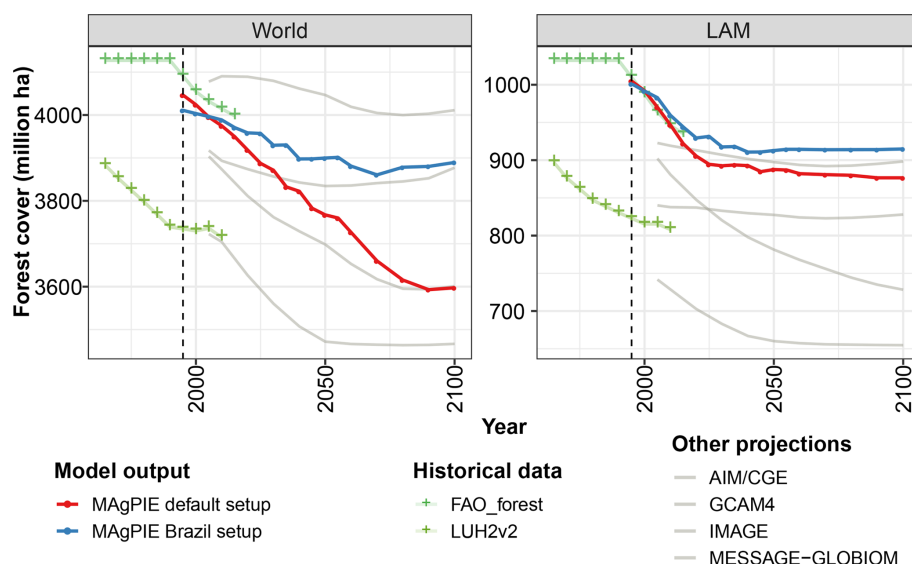 World
LAM
Forest cover (million ha)
4000
3800
3600
1000
900
800
700
2000
2050
2100
2000
2050
2100
Year
Model output
MAgPIE default setup
MAgPIE Brazil setup
Historical data
FAO_forest
LUH2v2
Other projections
AIM/CGE
GCAM4
IMAGE
MESSAGE−GLOBIOM